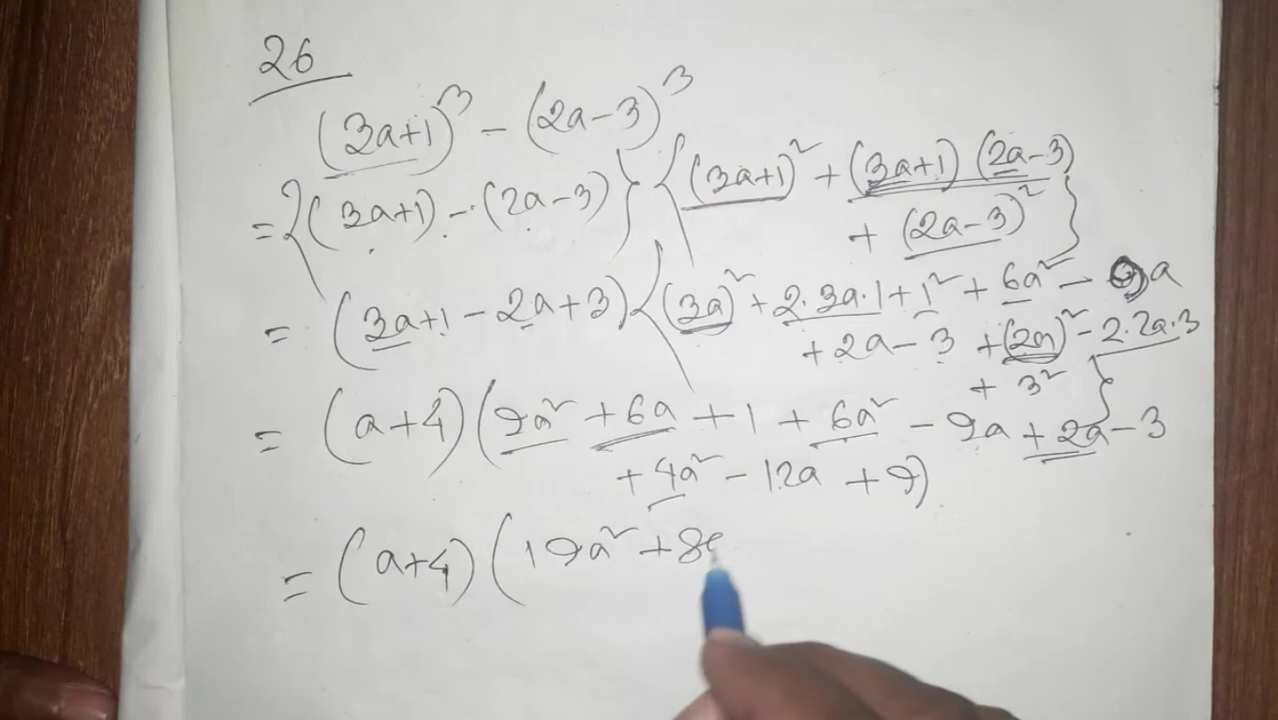 26
(3a+1)³ - (2a-3)³
= {(3a+1) - (2a-3)} {(3a+1)² + (3a+1) (2a-3)
+ (2a-3)² }
= (3a+1 - 2a+3) {(3a)² + 2.3a.1 + 1² + 6a² - 9a
+ 2a - 3 + (2a)² - 2.2a.3
+ 3² }
= (a+4) (9a² + 6a + 1 + 6a² - 9a + 2a - 3
+ 4a² - 12a + 9)
= (a+4) (19a² + 8a